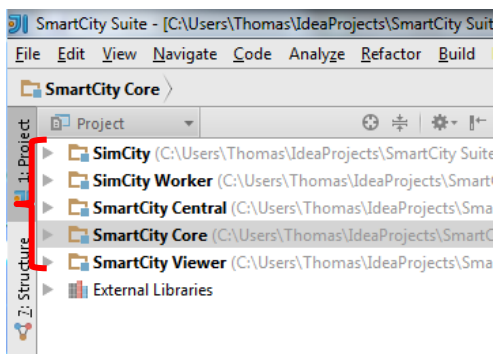 SmartCity Suite - [C:\Users\Thomas\IdeaProjects\SmartCity Suit
File Edit View Navigate Code Analyze Refactor Build
SmartCity Core
1: Project
Project
SimCity (C:\Users\Thomas\IdeaProjects\SmartCity Suite
SimCity Worker (C:\Users\Thomas\IdeaProjects\Smart
SmartCity Central (C:\Users\Thomas\IdeaProjects\Sma
SmartCity Core (C:\Users\Thomas\IdeaProjects\SmartC
SmartCity Viewer (C:\Users\Thomas\IdeaProjects\Sma
External Libraries
7: Structure